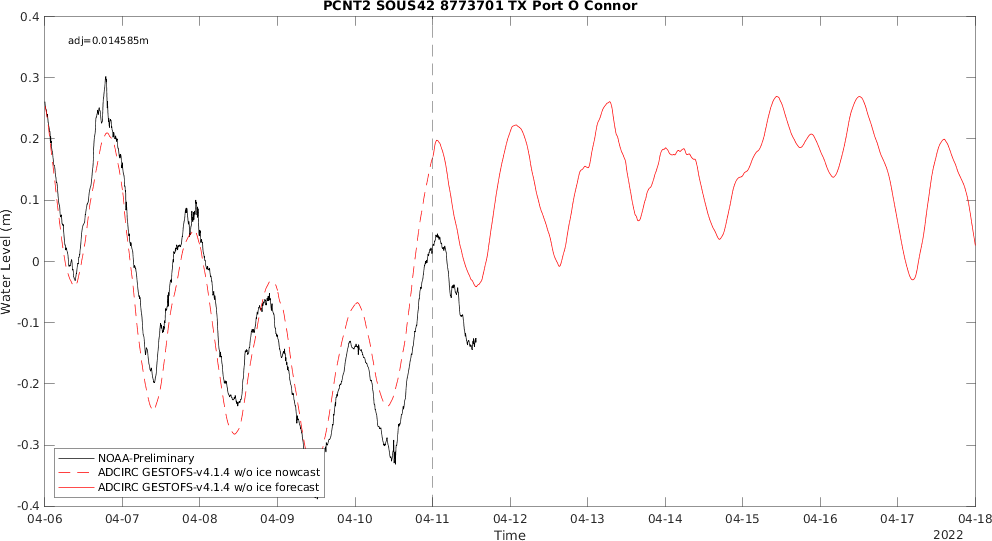 PCNT2 SOUS42 8773701 TX Port O Connor
adj=0.014585m
0.4
0.3
0.2
0.1
0
-0.1
-0.2
-0.3
-0.4
Water Level (m)
NOAA-Preliminary
ADCIRC GESTOFS-v4.1.4 w/o ice nowcast
ADCIRC GESTOFS-v4.1.4 w/o ice forecast
04-06 04-07 04-08 04-09 04-10 04-11 04-12 04-13 04-14 04-15 04-16 04-17 04-18
Time
2022